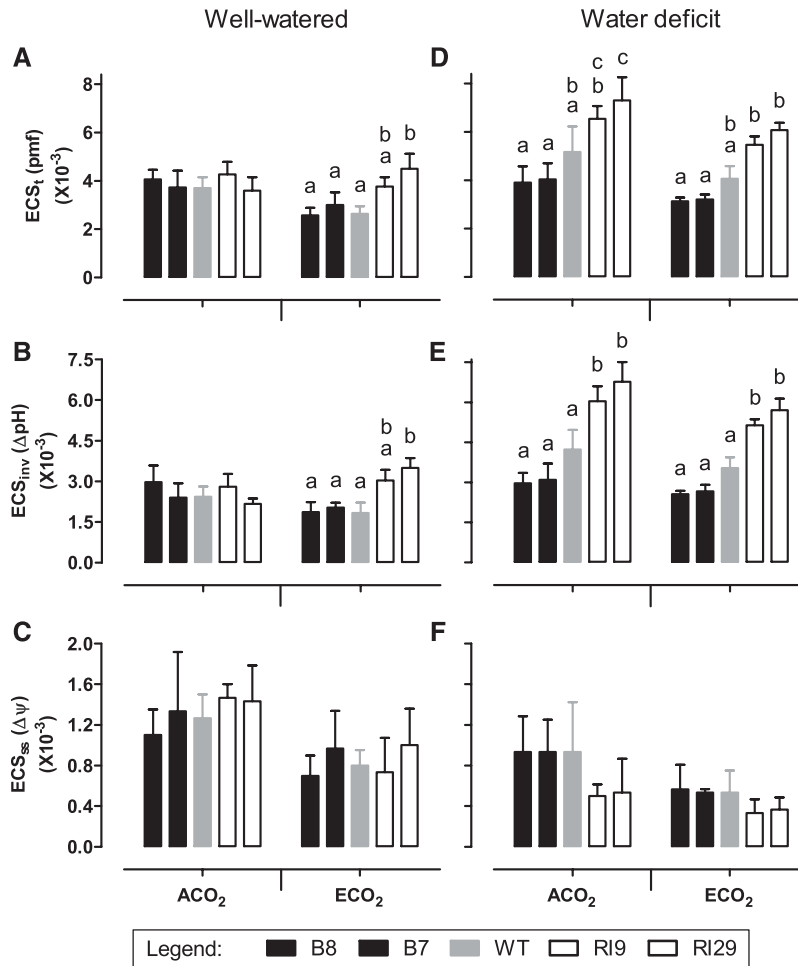 Well-watered
Water deficit
A
ECSt (pmf)
(X10-3)
8
6
4
2
0
a
a
a
b
a
b
D
a
a
b
a
c
b
c
a
a
b
a
b
b
B
ECSinv (ΔpH)
(X10-3)
7.5
6.0
4.5
3.0
1.5
0.0
a
a
a
b
a
b
E
a
a
a
b
b
a
a
a
b
b
C
ECSss (Δψ)
(X10-3)
2.0
1.6
1.2
0.8
0.4
0.0
F
ACO2
ECO2
ACO2
ECO2
Legend:
B8
B7
WT
RI9
RI29